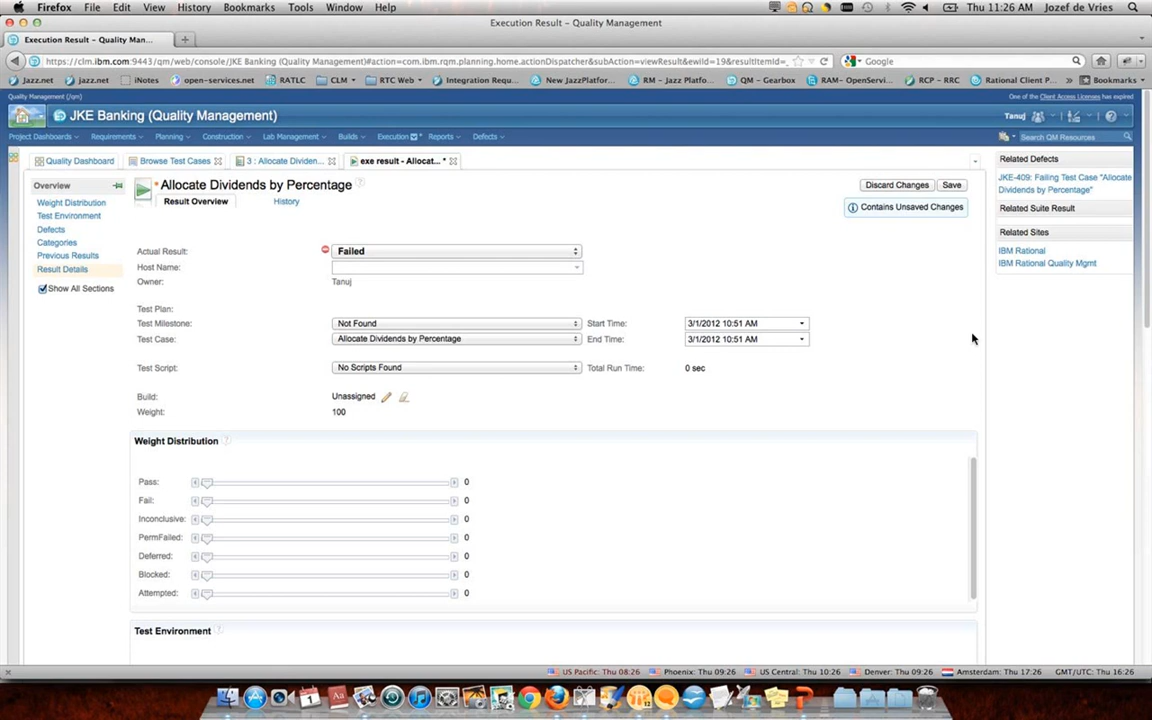 Firefox File Edit View History Bookmarks Tools Window Help Thu 11:26 AM Jozef de Vries
Execution Result - Quality Management
Execution Result - Quality Man...
https://clm.ibm.com:9443/qm/web/console/JKE Banking (Quality Management)#action=com.ibm.rqm.planning.home.actionDispatcher&subAction=viewResult&ewiId=19&resultItemId=_ Google
Jazz.net jazz.net iNotes open-services.net RATLC CLM RTC Web Integration Requ... New JazzPlatfor... RM - Jazz Platfor... QM - Gearbox RAM- OpenServi... RCP - RRC Rational Client P... Bookmarks
Quality Management (/qm) One of the Client Access Licenses has expired
JKE Banking (Quality Management) Tanuj
Project Dashboards Requirements Planning Construction Lab Management Builds Execution Reports Defects Search QM Resources
Quality Dashboard Browse Test Cases 3 : Allocate Dividen... exe result - Allocat... *
Overview
Weight Distribution
Test Environment
Defects
Categories
Previous Results
Result Details
Show All Sections
* Allocate Dividends by Percentage
Discard Changes Save
Result Overview History
Contains Unsaved Changes
Actual Result: Failed
Host Name:
Owner: Tanuj
Test Plan:
Test Milestone: Not Found Start Time: 3/1/2012 10:51 AM
Test Case: Allocate Dividends by Percentage End Time: 3/1/2012 10:51 AM
Test Script: No Scripts Found Total Run Time: 0 sec
Build: Unassigned
Weight: 100
Weight Distribution
Pass: 0
Fail: 0
Inconclusive: 0
PermFailed: 0
Deferred: 0
Blocked: 0
Attempted: 0
Test Environment
Related Defects
JKE-409: Failing Test Case "Allocate
Dividends by Percentage"
Related Suite Result
Related Sites
IBM Rational
IBM Rational Quality Mgmt
US Pacific: Thu 08:26 Phoenix: Thu 09:26 US Central: Thu 10:26 Denver: Thu 09:26 Amsterdam: Thu 17:26 GMT/UTC: Thu 16:26